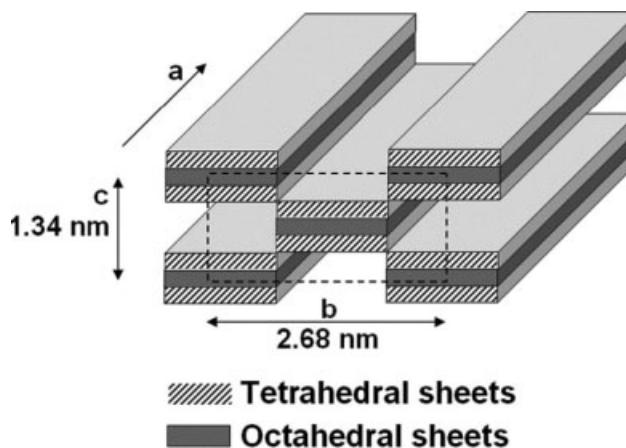 a
c
1.34 nm
b
2.68 nm
Tetrahedral sheets
Octahedral sheets